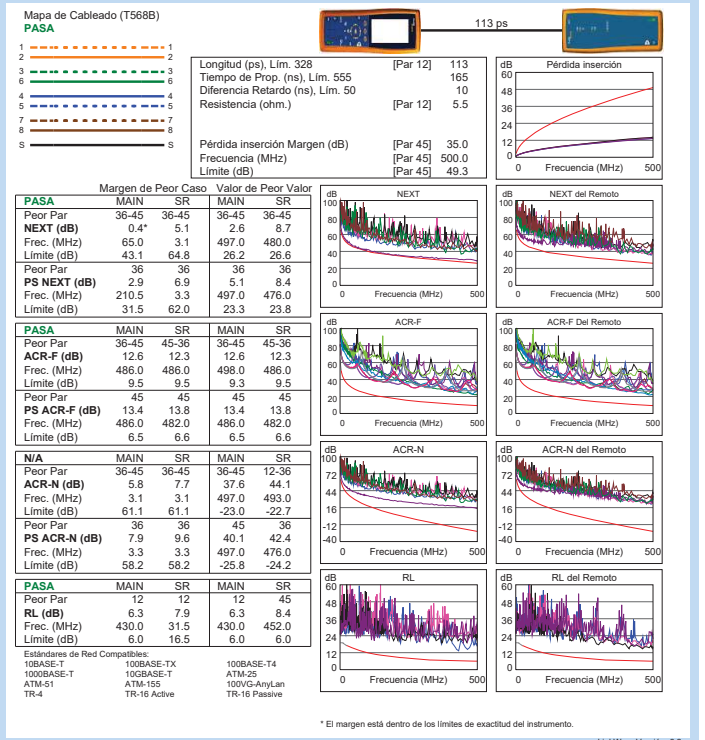 Mapa de Cableado (T568B)
PASA
1 1
2 2
3 3
6 6
4 4
5 5
7 7
8 8
S S
113 ps
Longitud (ps), Lím. 328 [Par 12] 113
Tiempo de Prop. (ns), Lím. 555 165
Diferencia Retardo (ns), Lím. 50 10
Resistencia (ohm.) [Par 12] 5.5
Pérdida inserción Margen (dB) [Par 45] 35.0
Frecuencia (MHz) [Par 45] 500.0
Límite (dB) [Par 45] 49.3
dB Pérdida inserción
60
48
36
24
12
0
0 Frecuencia (MHz) 500
Margen de Peor Caso Valor de Peor Valor
PASA MAIN SR MAIN SR
Peor Par 36-45 36-45 36-45 36-45
NEXT (dB) 0.4* 5.1 2.6 8.7
Frec. (MHz) 65.0 3.1 497.0 480.0
Límite (dB) 43.1 64.8 26.2 26.6
Peor Par 36 36 36 36
PS NEXT (dB) 2.9 6.9 5.1 8.4
Frec. (MHz) 210.5 3.3 497.0 476.0
Límite (dB) 31.5 62.0 23.3 23.8
PASA MAIN SR MAIN SR
Peor Par 36-45 45-36 36-45 45-36
ACR-F (dB) 12.6 12.3 12.6 12.3
Frec. (MHz) 486.0 486.0 498.0 486.0
Límite (dB) 9.5 9.5 9.3 9.5
Peor Par 45 45 45 45
PS ACR-F (dB) 13.4 13.8 13.4 13.8
Frec. (MHz) 486.0 482.0 486.0 482.0
Límite (dB) 6.5 6.6 6.5 6.6
N/A MAIN SR MAIN SR
Peor Par 36-45 36-45 36-45 12-36
ACR-N (dB) 5.8 7.7 37.6 44.1
Frec. (MHz) 3.1 3.1 497.0 493.0
Límite (dB) 61.1 61.1 -23.0 -22.7
Peor Par 36 36 45 36
PS ACR-N (dB) 7.9 9.6 40.1 42.4
Frec. (MHz) 3.3 3.3 497.0 476.0
Límite (dB) 58.2 58.2 -25.8 -24.2
PASA MAIN SR MAIN SR
Peor Par 12 12 12 45
RL (dB) 6.3 7.9 6.3 8.4
Frec. (MHz) 430.0 31.5 430.0 452.0
Límite (dB) 6.0 16.5 6.0 6.0
Estándares de Red Compatibles:
10BASE-T 100BASE-TX 100BASE-T4
1000BASE-T 10GBASE-T ATM-25
ATM-51 ATM-155 100VG-AnyLan
TR-4 TR-16 Active TR-16 Passive
dB NEXT
100
80
60
40
20
0
0 Frecuencia (MHz) 500
dB NEXT del Remoto
100
80
60
40
20
0
0 Frecuencia (MHz) 500
dB ACR-F
100
80
60
40
20
0
0 Frecuencia (MHz) 500
dB ACR-F Del Remoto
100
80
60
40
20
0
0 Frecuencia (MHz) 500
dB ACR-N
100
72
44
16
-12
-40
0 Frecuencia (MHz) 500
dB ACR-N del Remoto
100
72
44
16
-12
-40
0 Frecuencia (MHz) 500
dB RL
60
48
36
24
12
0
0 Frecuencia (MHz) 500
dB RL del Remoto
60
48
36
24
12
0
0 Frecuencia (MHz) 500
* El margen está dentro de los límites de exactitud del instrumento.